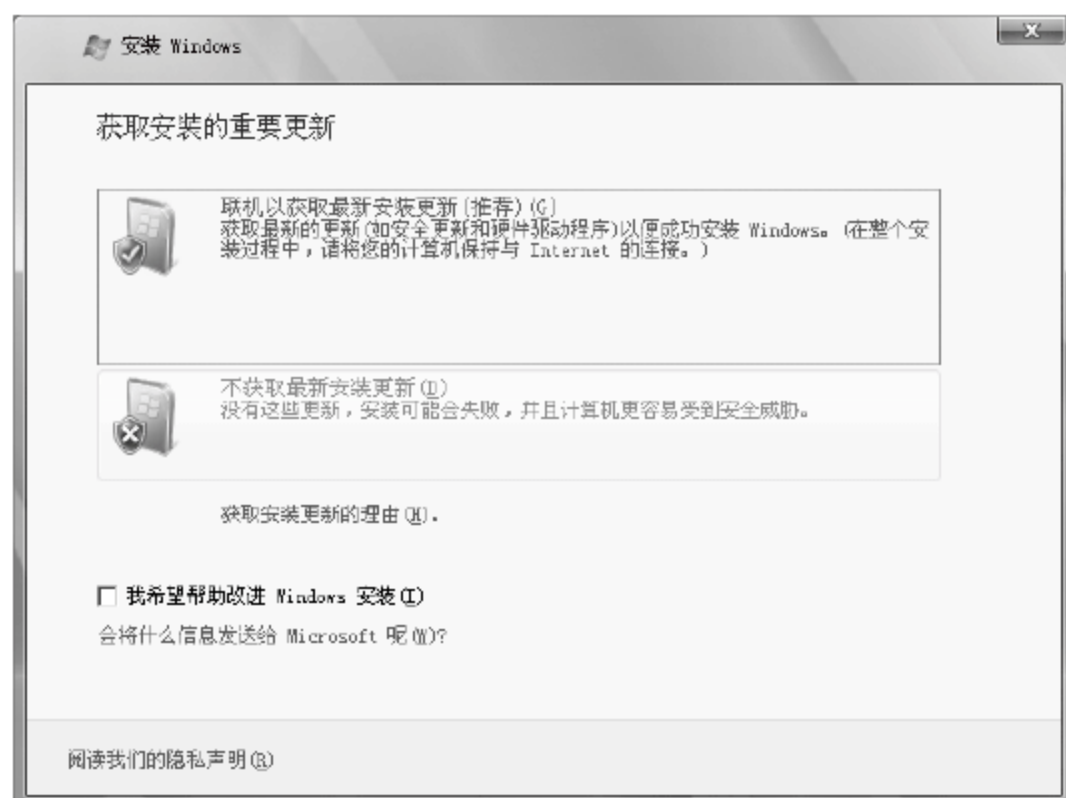 安装 Windows
获取安装的重要更新
联机以获取最新安装更新(推荐)(G)
获取最新的更新(如安全更新和硬件驱动程序)以便成功安装 Windows。(在整个安
装过程中，请将您的计算机保持与 Internet 的连接。)
不获取最新安装更新(D)
没有这些更新，安装可能会失败，并且计算机更容易受到安全威胁。
获取安装更新的理由(H).
我希望帮助改进 Windows 安装(I)
会将什么信息发送给 Microsoft 呢(W)?
阅读我们的隐私声明(R)